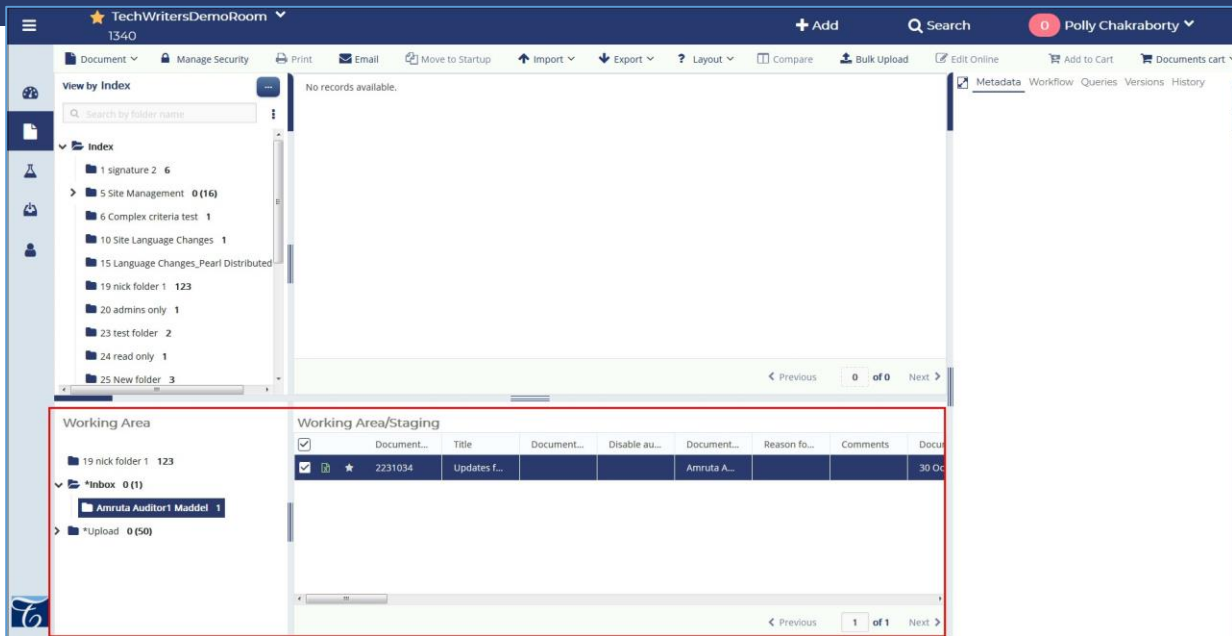 TechWritersDemoRoom
1340
Add
Search
0 Polly Chakraborty
Document Manage Security Print Email Move to Startup Import Export ? Layout Compare Bulk Upload Edit Online Add to Cart Documents cart
View by Index
...
Search by folder name
Index
1 signature 2 6
5 Site Management 0 (16)
6 Complex criteria test 1
10 Site Language Changes 1
15 Language Changes_Pearl Distributed
19 nick folder 1 123
20 admins only 1
23 test folder 2
24 read only 1
25 New folder 3
No records available.
Previous 0 of 0 Next
Metadata Workflow Queries Versions History
Working Area
19 nick folder 1 123
*Inbox 0 (1)
Amruta Auditor1 Maddel 1
*Upload 0 (50)
Working Area/Staging
Document... Title Document... Disable au... Document... Reason fo... Comments Docu
2231034 Updates f... Amruta A... 30 Oc
Previous 1 of 1 Next